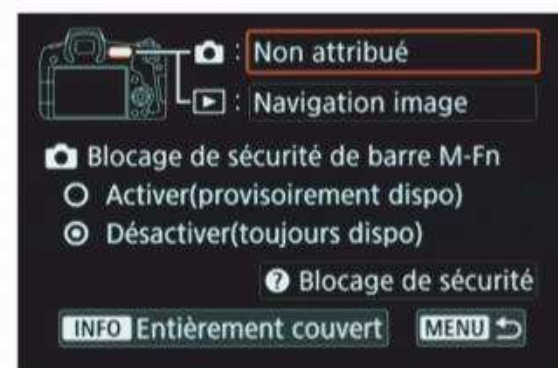 : Non attribué
: Navigation image
Blocage de sécurité de barre M-Fn
Activer(provisoirement dispo)
Désactiver(toujours dispo)
? Blocage de sécurité
INFO Entièrement couvert MENU